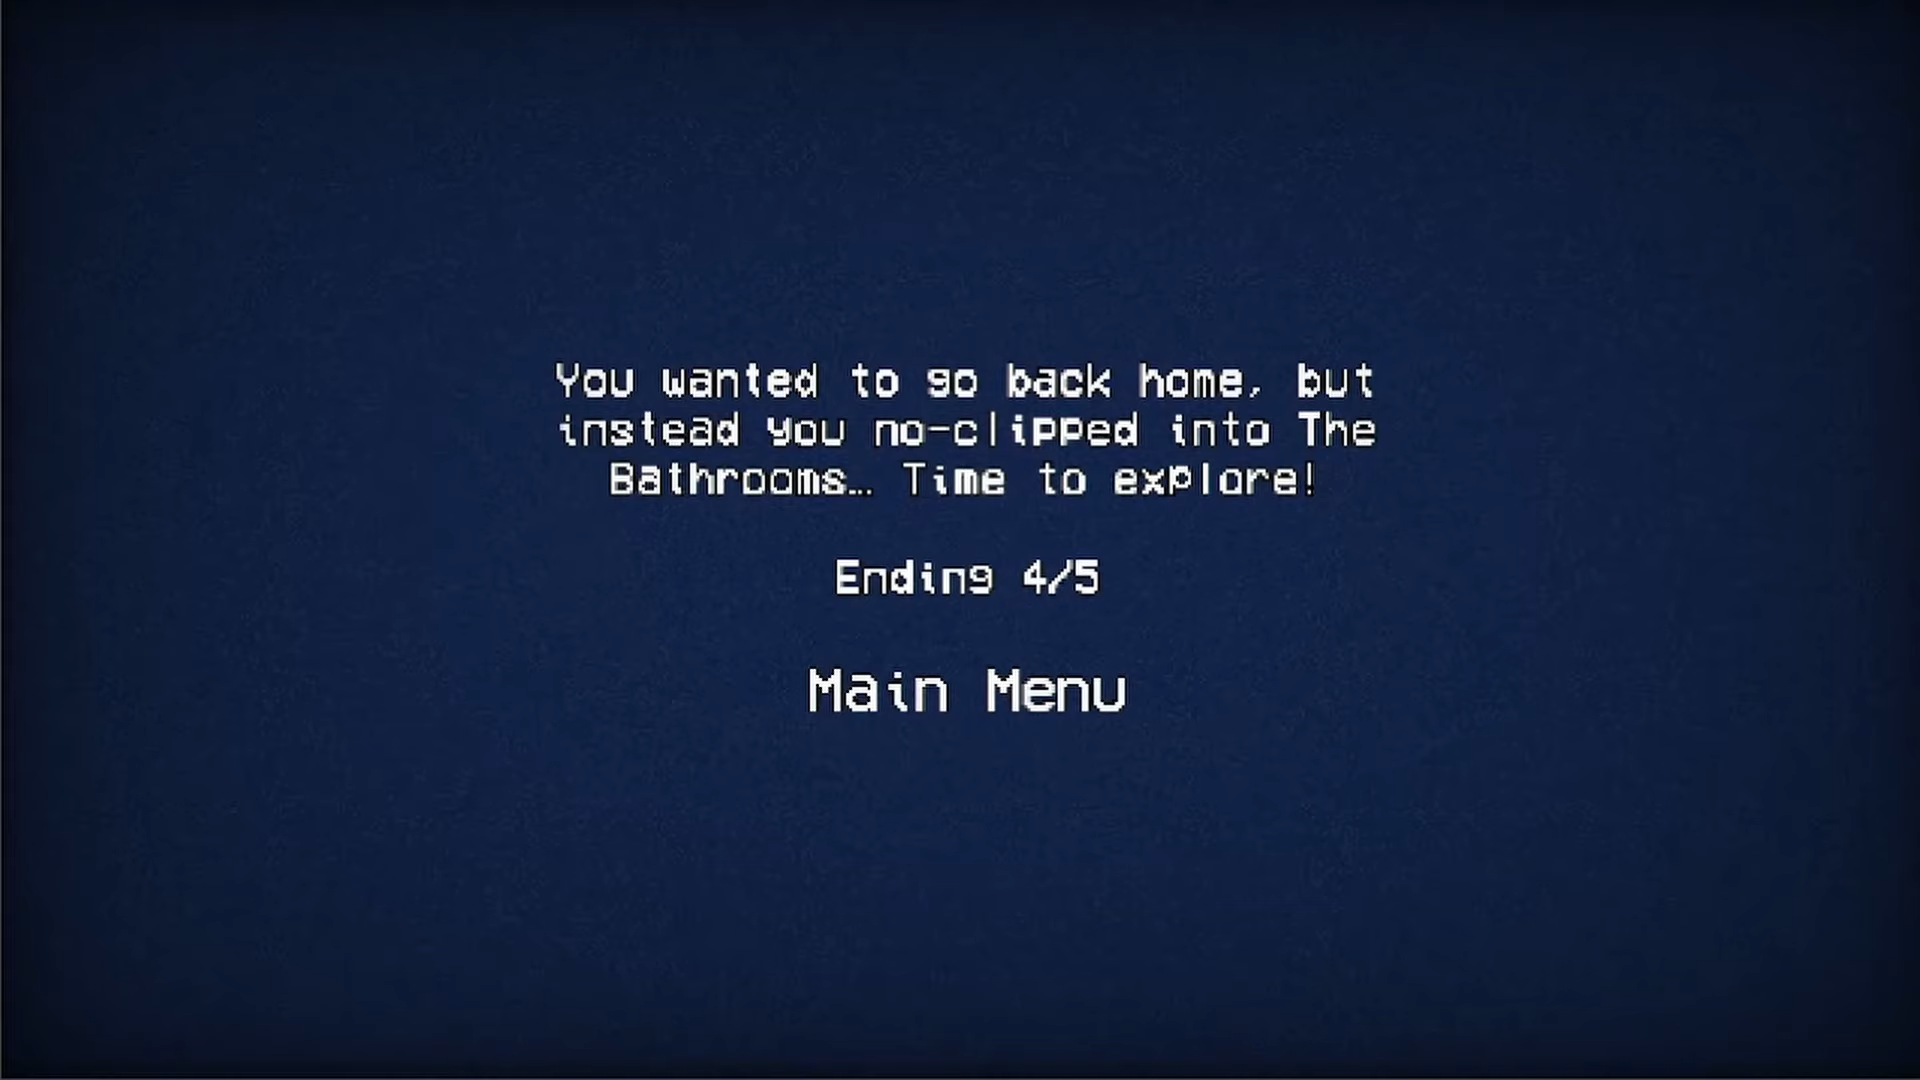 You wanted to go back home, but
instead you no-clipped into The
Bathrooms… Time to explore!
Ending 4/5
Main Menu